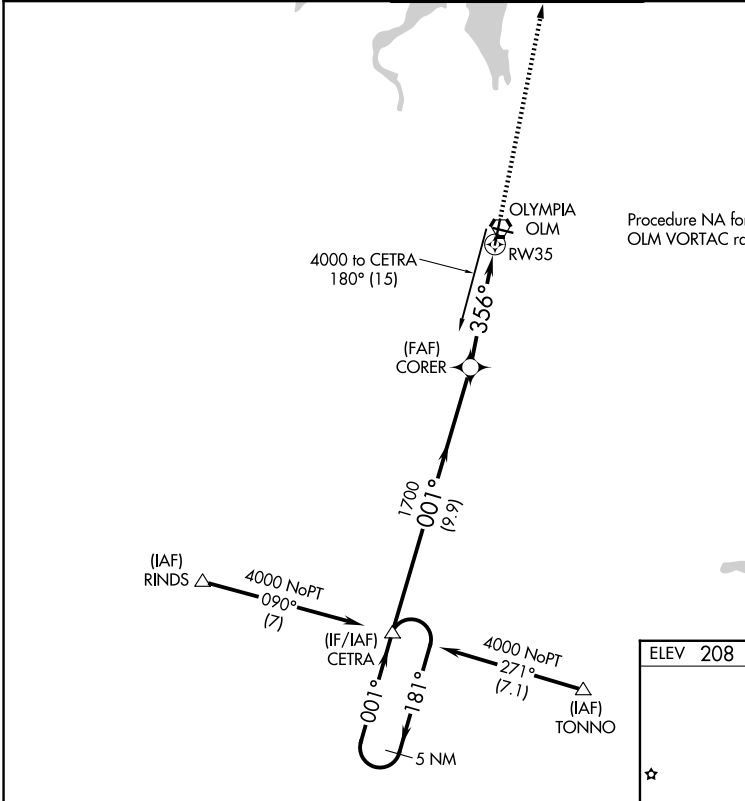 OLYMPIA
OLM
RW35
Procedure NA for
OLM VORTAC
4000 to CETRA
180° (15)
356°
(FAF)
CORER
1700
001°
(9.9)
(IAF)
RINDS
4000 NoPT
090°
(7)
(IF/IAF)
CETRA
4000 NoPT
271°
(7.1)
(IAF)
TONNO
001°
181°
5 NM
ELEV 208